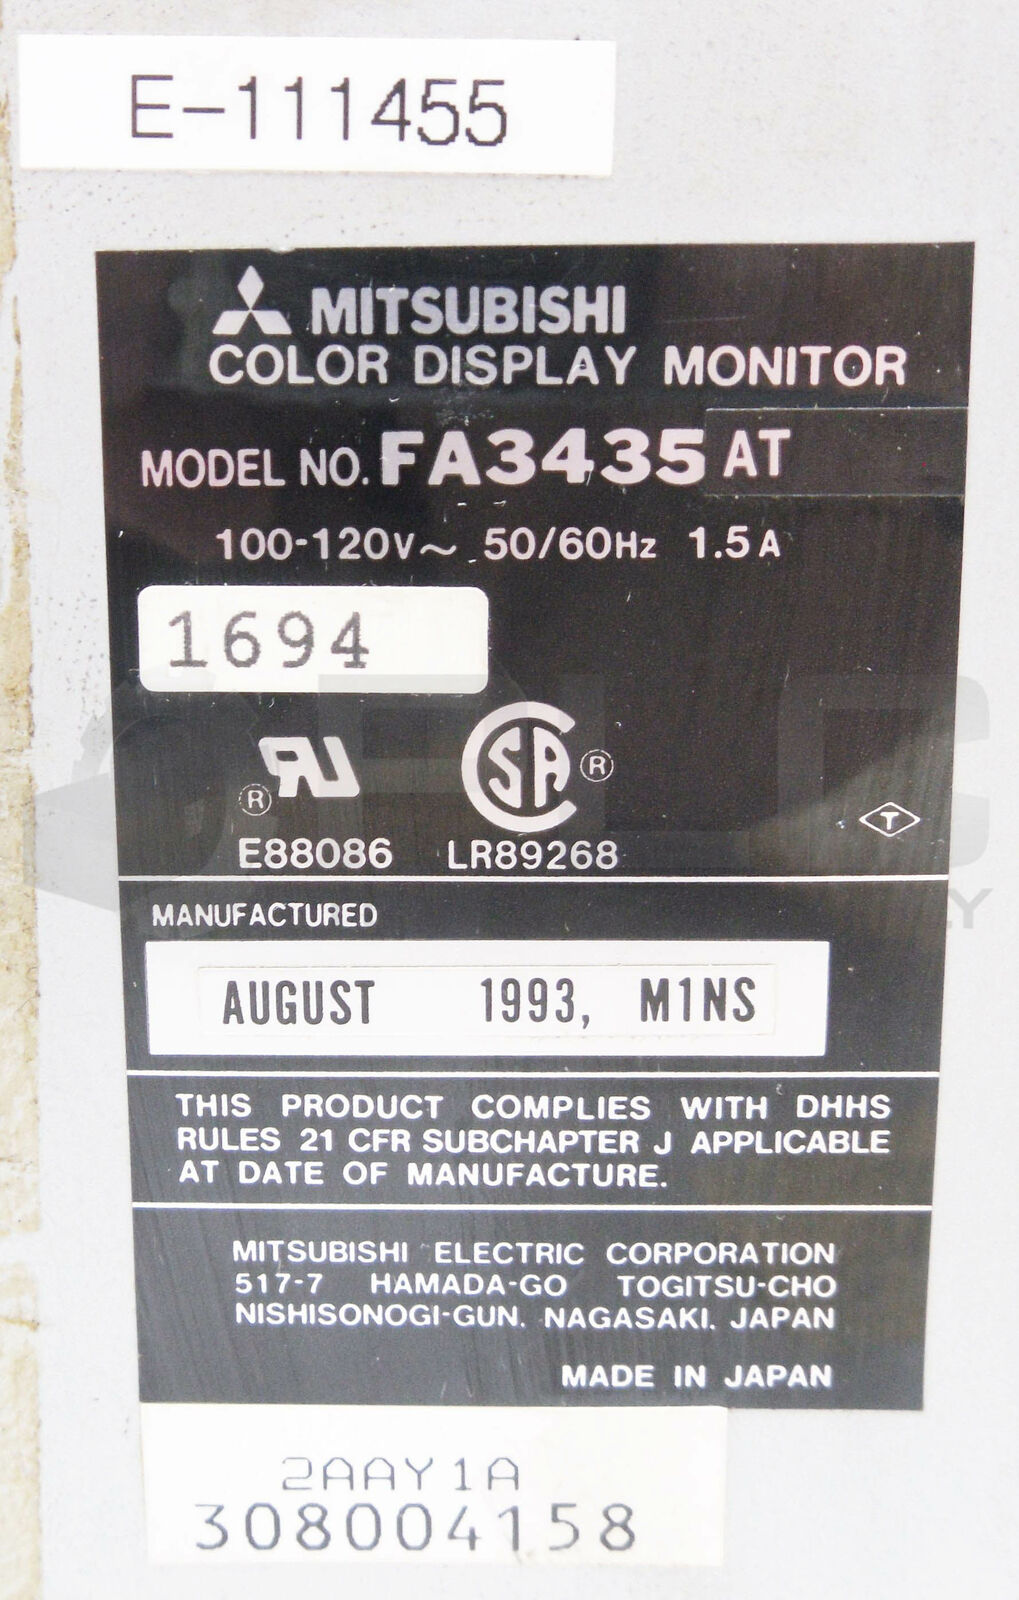 E-111455
MITSUBISHI
COLOR DISPLAY MONITOR
MODEL NO. FA3435 AT
100-120V~ 50/60Hz 1.5A
1694
®
E88086
SA ®
LR89268
T
MANUFACTURED
AUGUST 1993, M1NS
THIS PRODUCT COMPLIES WITH DHHS
RULES 21 CFR SUBCHAPTER J APPLICABLE
AT DATE OF MANUFACTURE.
MITSUBISHI ELECTRIC CORPORATION
517-7 HAMADA-GO TOGITSU-CHO
NISHISONOGI-GUN. NAGASAKI. JAPAN
MADE IN JAPAN
2AAY1A
308004158